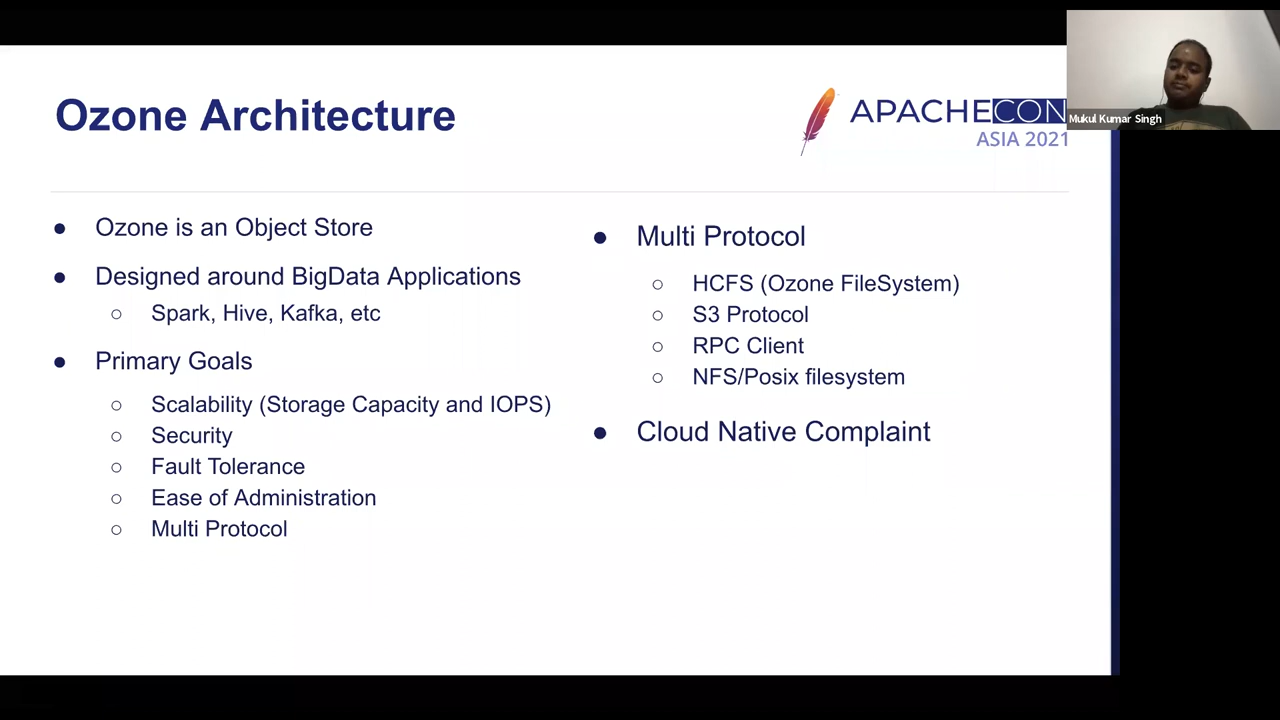 Ozone Architecture
APACHECON
ASIA 2021
Mukul Kumar Singh
● Ozone is an Object Store
● Designed around BigData Applications
○ Spark, Hive, Kafka, etc
● Primary Goals
○ Scalability (Storage Capacity and IOPS)
○ Security
○ Fault Tolerance
○ Ease of Administration
○ Multi Protocol
● Multi Protocol
○ HCFS (Ozone FileSystem)
○ S3 Protocol
○ RPC Client
○ NFS/Posix filesystem
● Cloud Native Complaint